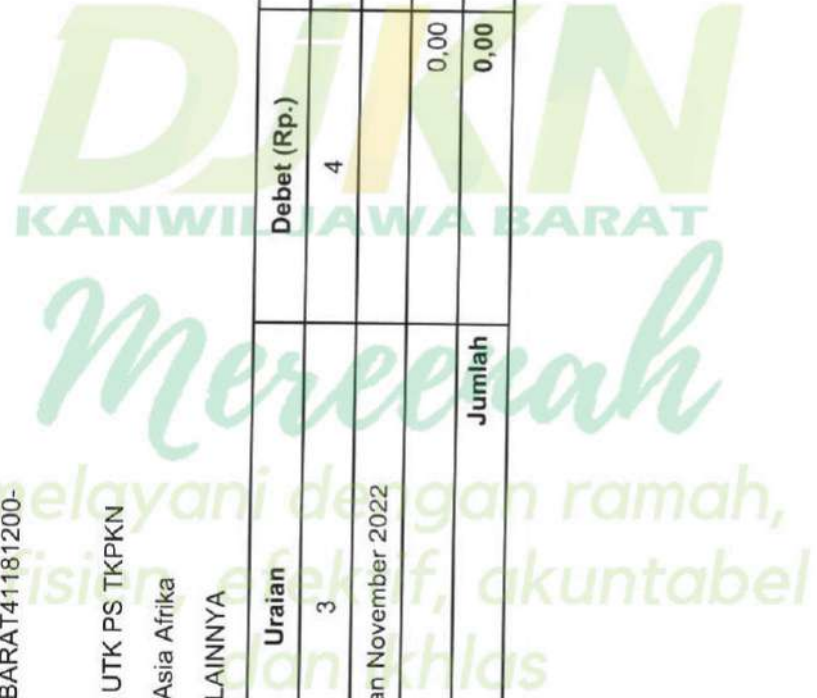 BARAT41181200-
UTK PS TKPKN
Asia Afrika
LAINNYA
Uraian Debet (Rp.)
3 4
an November 2022
0,00
Jumlah 0,00
DJKN
KANWIL JAWA BARAT
Mereenah
melayani dengan ramah,
efisien, efektif, akuntabel
dan ikhlas